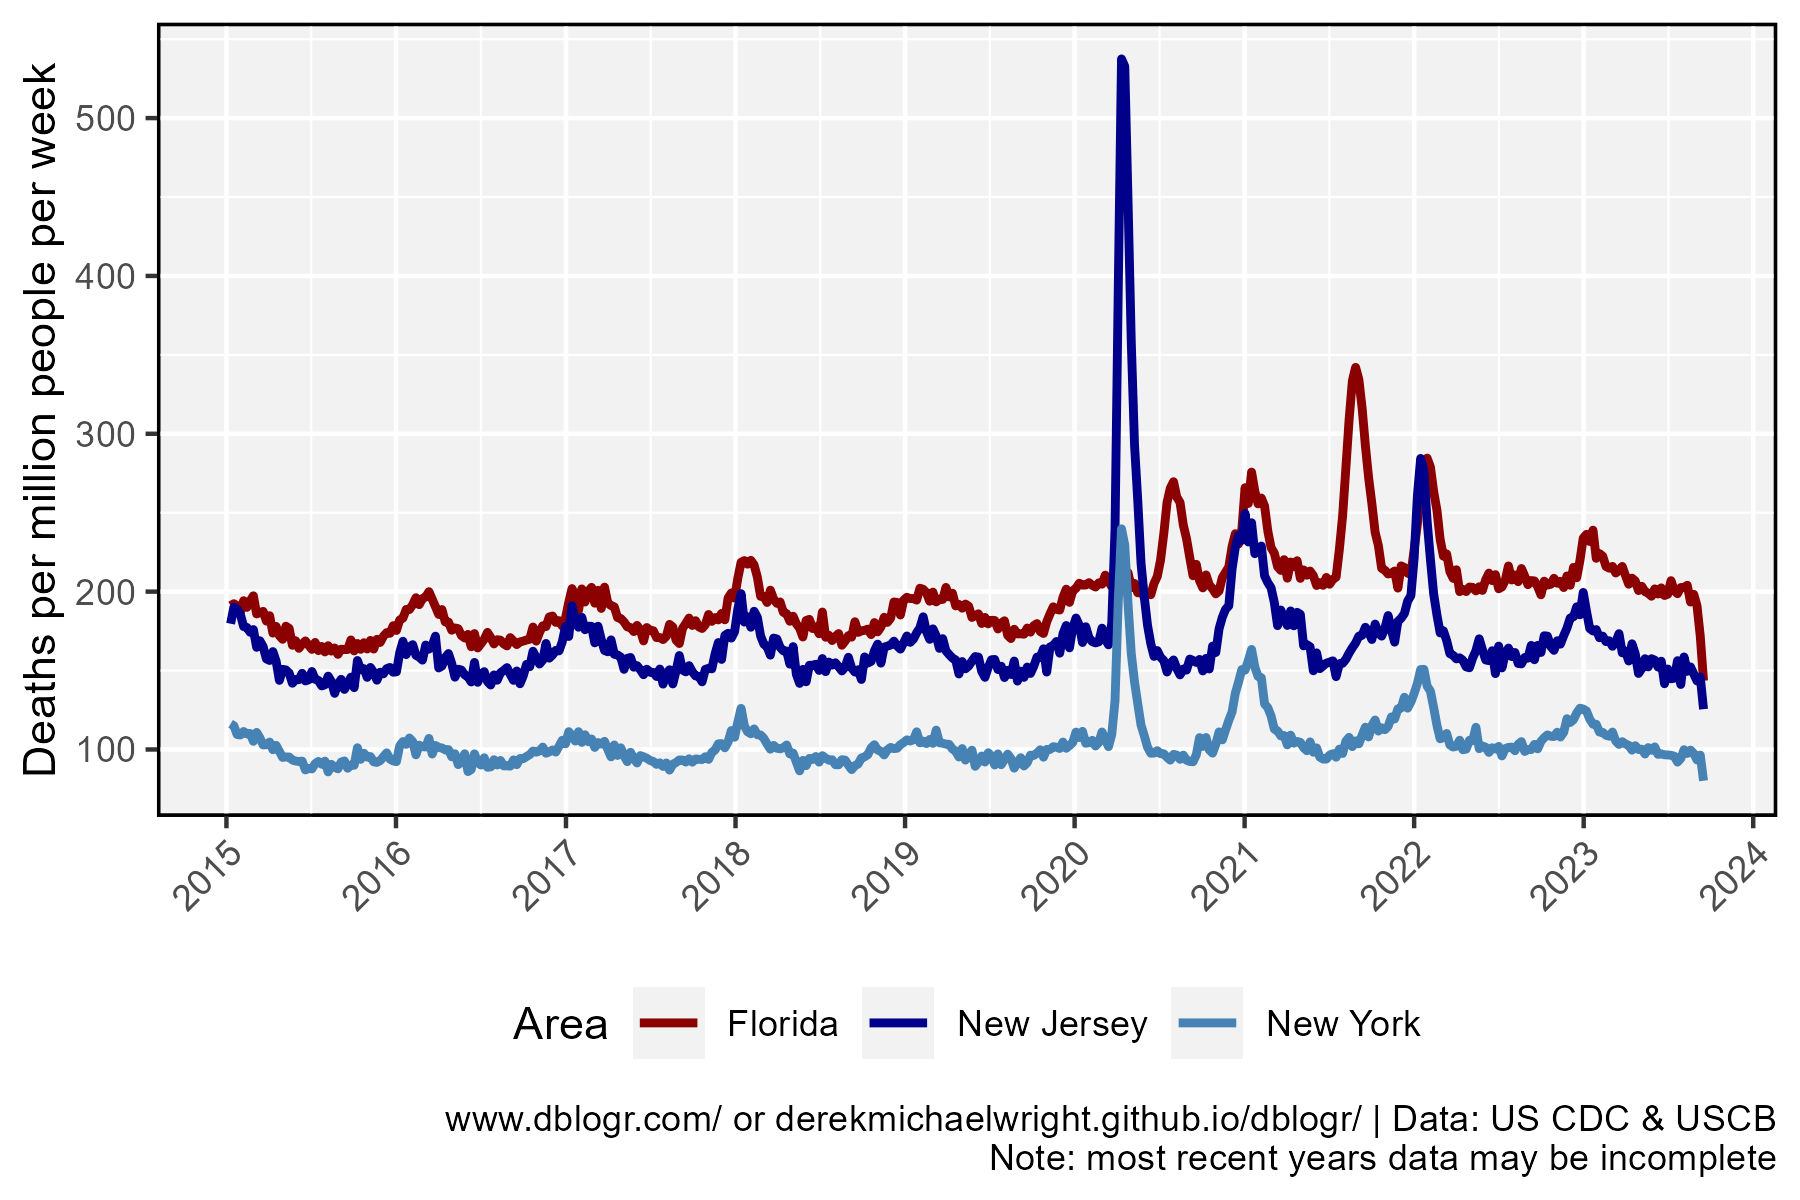 Deaths per million people per week
500
400
300
200
100
2015
2016
2017
2018
2019
2020
2021
2022
2023
2024
Area
Florida
New Jersey
New York
www.dblogr.com/ or derekmichaelwright.github.io/dblogr/ | Data: US CDC & USCB
Note: most recent years data may be incomplete